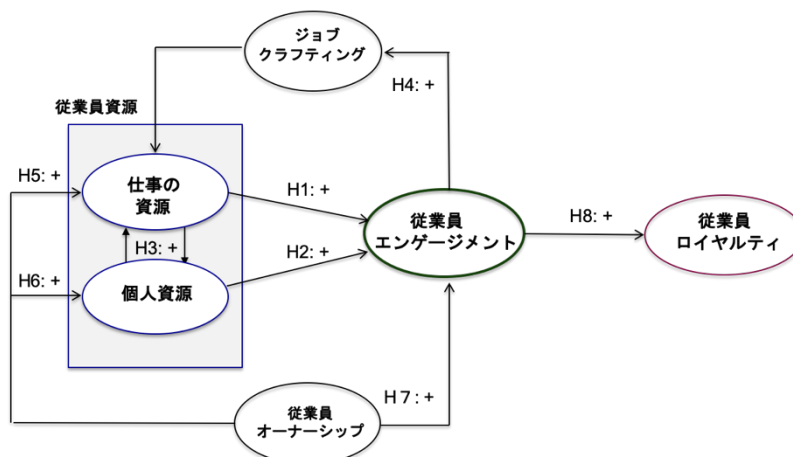 ジョブ
クラフティング
H4: +
従業員資源
H5: +
仕事の
資源
H1: +
従業員
エンゲージメント
H8: +
従業員
ロイヤルティ
H3: +
H2: +
H6: +
個人資源
H７: +
従業員
オーナーシップ